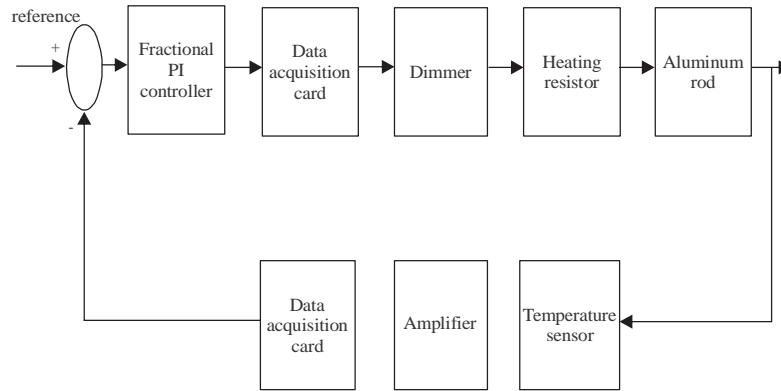 reference
+
-
Fractional
PI
controller
Data
acquisition
card
Dimmer
Heating
resistor
Aluminum
rod
Data
acquisition
card
Amplifier
Temperature
sensor